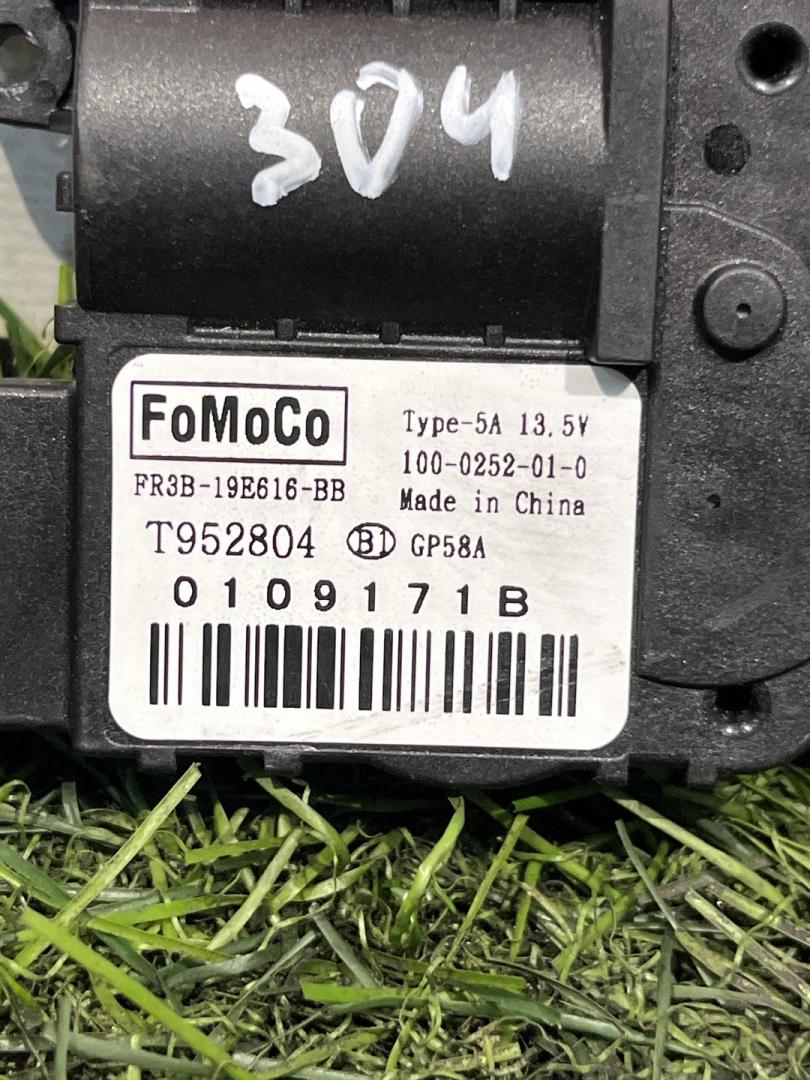 304
FoMoCo
Type-5A 13.5V
FR3B-19E616-BB
100-0252-01-0
Made in China
T952804 B1 GP58A
0109171B